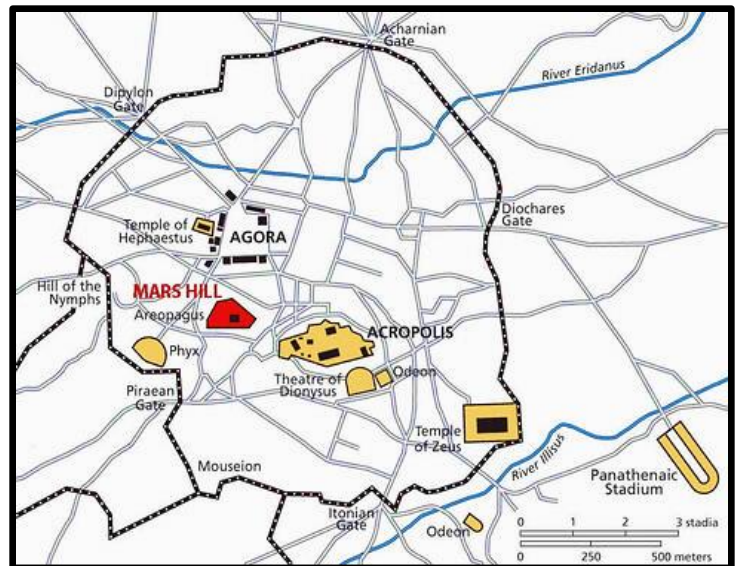 Acharnian
Gate
River Eridanus
Dipylon
Gate
Diochares
Gate
Temple of
Hephaestus
AGORA
Hill of the
Nymphs
MARS HILL
Areopagus
ACROPOLIS
Phyx
Odeon
Theatre of
Dionysus
Piraean
Gate
Temple
of Zeus
River Illisus
Mouseion
Panathenaic
Stadium
Itonian
Gate
Odeon
0 1 2 3 stadia
0 250 500 meters